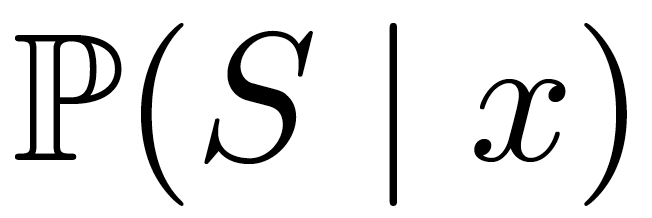 ℙ(S | x)